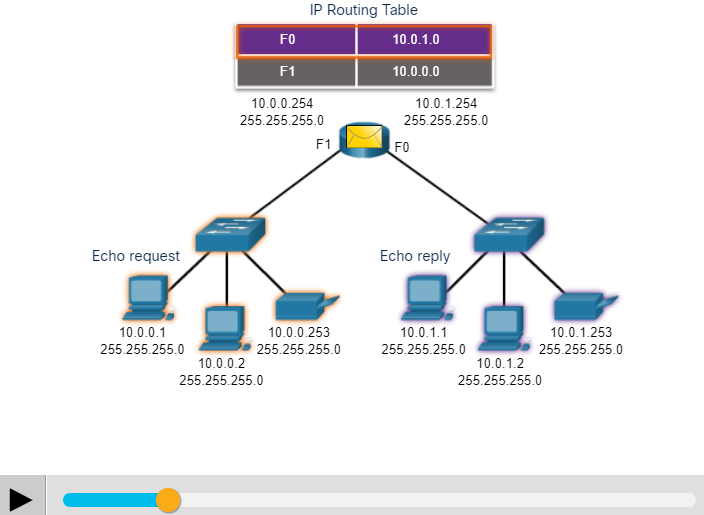 IP Routing Table
F0 10.0.1.0
F1 10.0.0.0
10.0.0.254 10.0.1.254
255.255.255.0 255.255.255.0
F1 F0
Echo request Echo reply
10.0.0.1 10.0.0.253 10.0.1.1 10.0.1.253
255.255.255.0 255.255.255.0 255.255.255.0 255.255.255.0
10.0.0.2 10.0.1.2
255.255.255.0 255.255.255.0